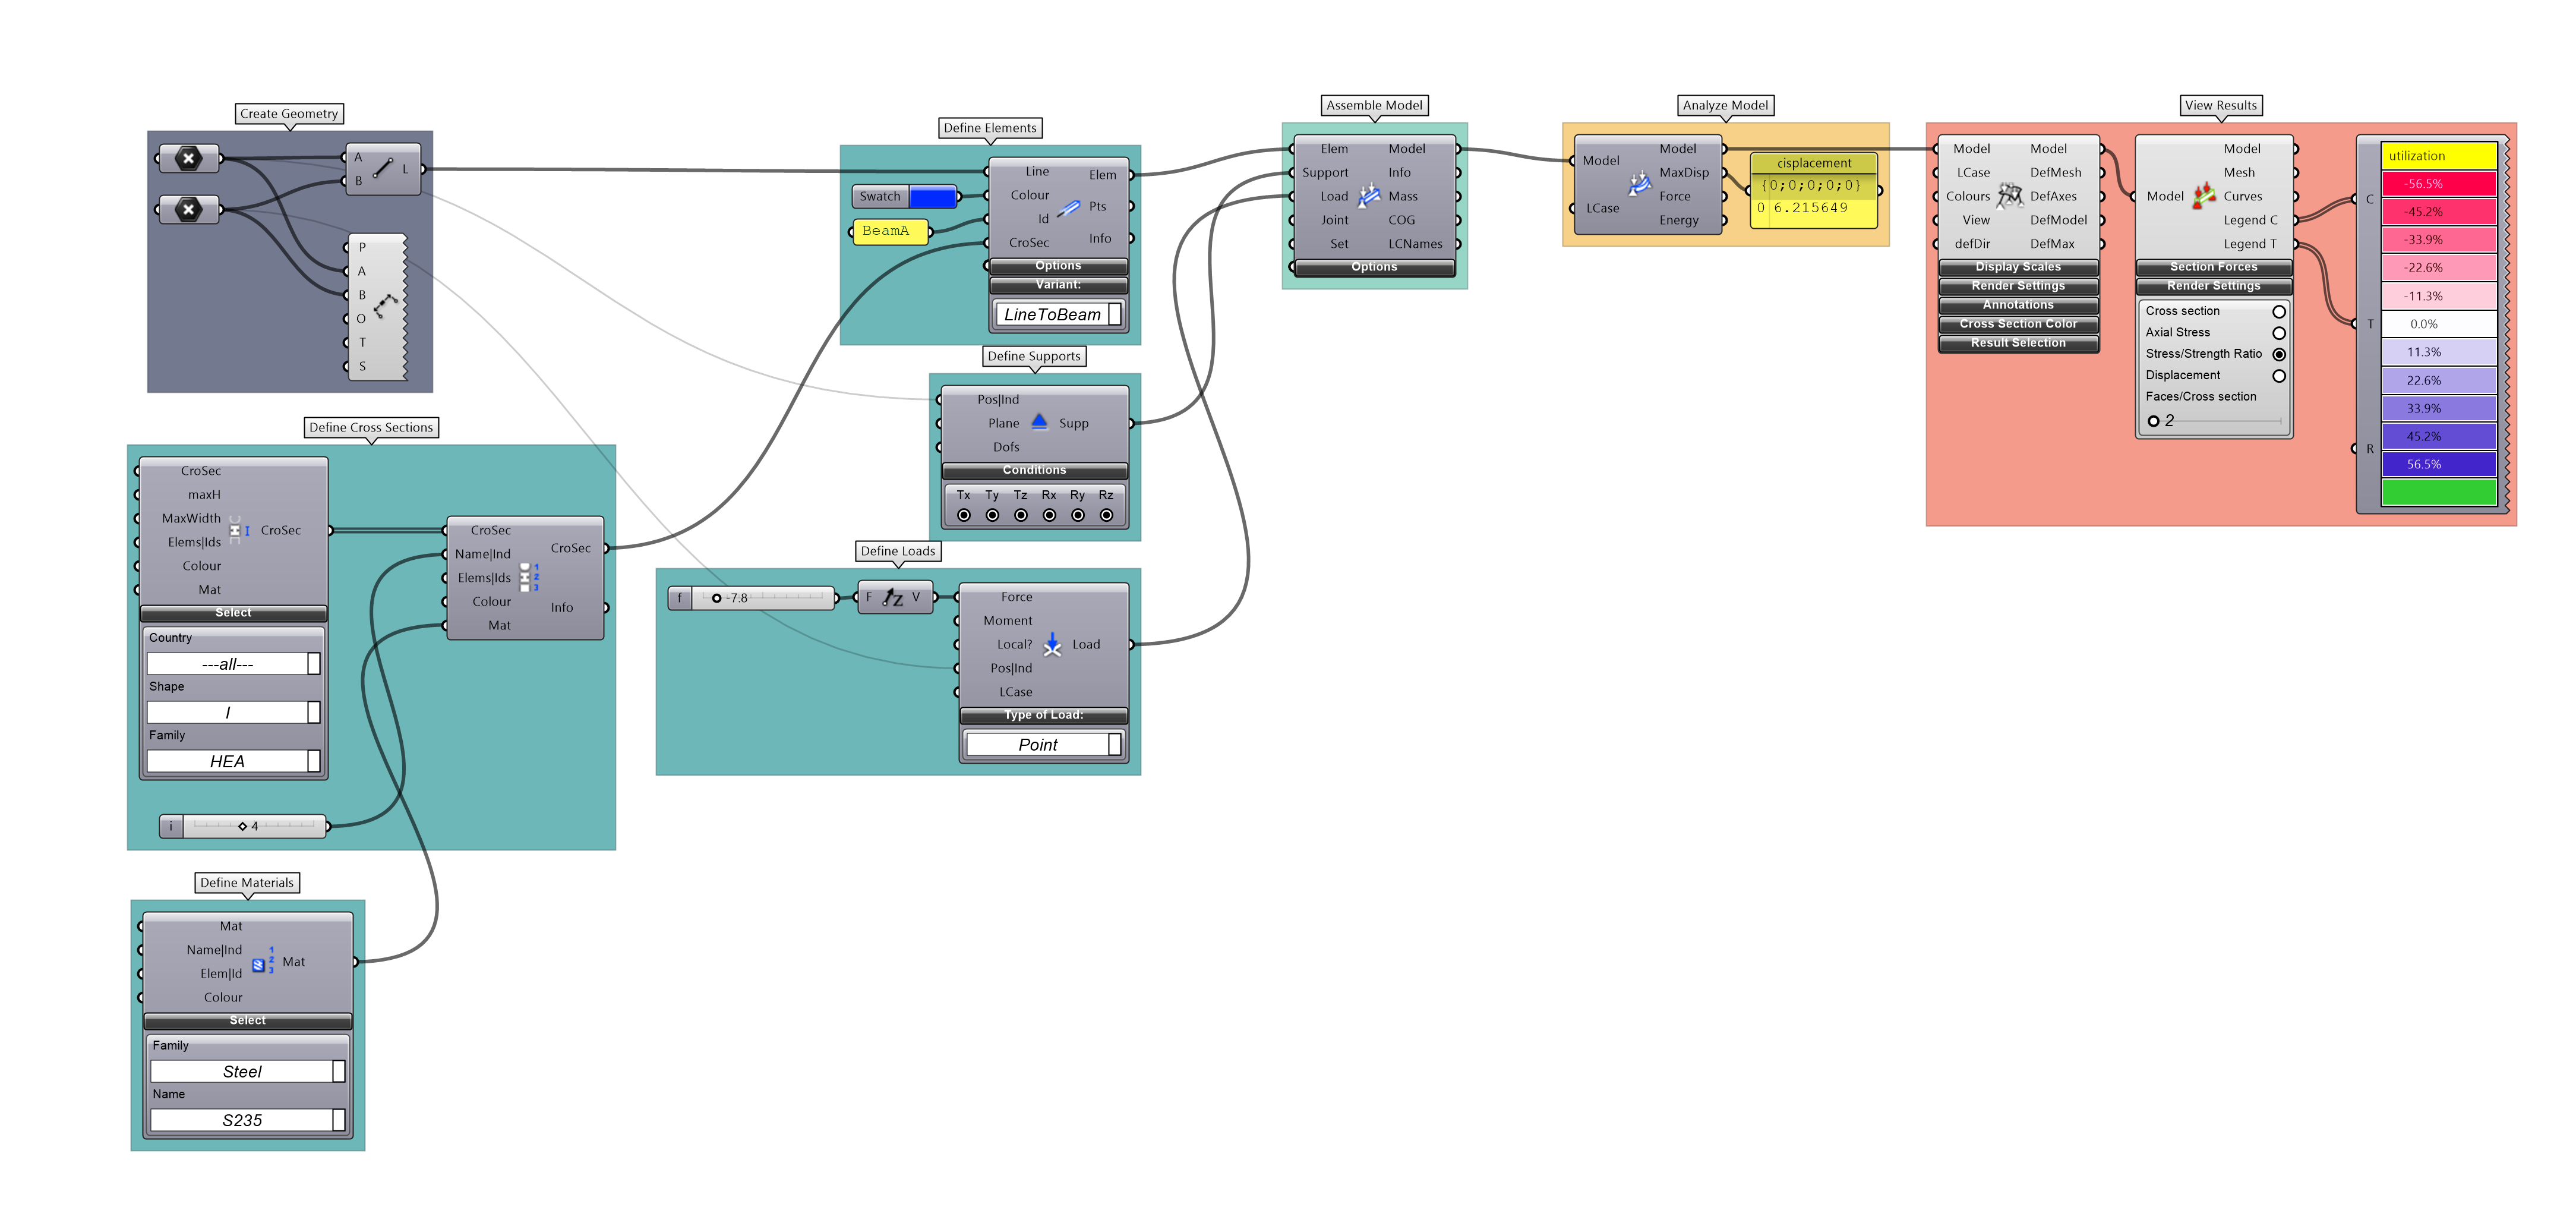 Create Geometry
A
B
L
P
A
B
O
T
S
Define Cross Sections
CroSec
maxH
MaxWidth
Elems|Ids
Colour
Mat
CroSec
Select
Country
---all---
Shape
I
Family
HEA
i
4
CroSec
Name|Ind
Elems|Ids
Colour
Mat
CroSec
Info
Define Materials
Mat
Name|Ind
Elem|Id
Colour
Mat
Select
Family
Steel
Name
S235
Define Elements
Swatch
BeamA
Line
Colour
Id
CroSec
Elem
Pts
Info
Options
Variant:
LineToBeam
Define Supports
Pos|Ind
Plane
Dofs
Supp
Conditions
Tx Ty Tz Rx Ry Rz
Define Loads
f
-7.8
F
V
Force
Moment
Local?
Pos|Ind
LCase
Load
Type of Load:
Point
Assemble Model
Elem
Support
Load
Joint
Set
Model
Info
Mass
COG
LCNames
Options
Analyze Model
Model
LCase
Model
MaxDisp
Force
Energy
cisplacement
{0;0;0;0;0}
0 6.215649
View Results
Model
LCase
Colours
View
defDir
Model
DefMesh
DefAxes
DefModel
DefMax
Display Scales
Render Settings
Annotations
Cross Section Color
Result Selection
Model
Model
Mesh
Curves
Legend C
Legend T
Section Forces
Render Settings
Cross section
Axial Stress
Stress/Strength Ratio
Displacement
Faces/Cross section
2
C
T
R
utilization
-56.5%
-45.2%
-33.9%
-22.6%
-11.3%
0.0%
11.3%
22.6%
33.9%
45.2%
56.5%